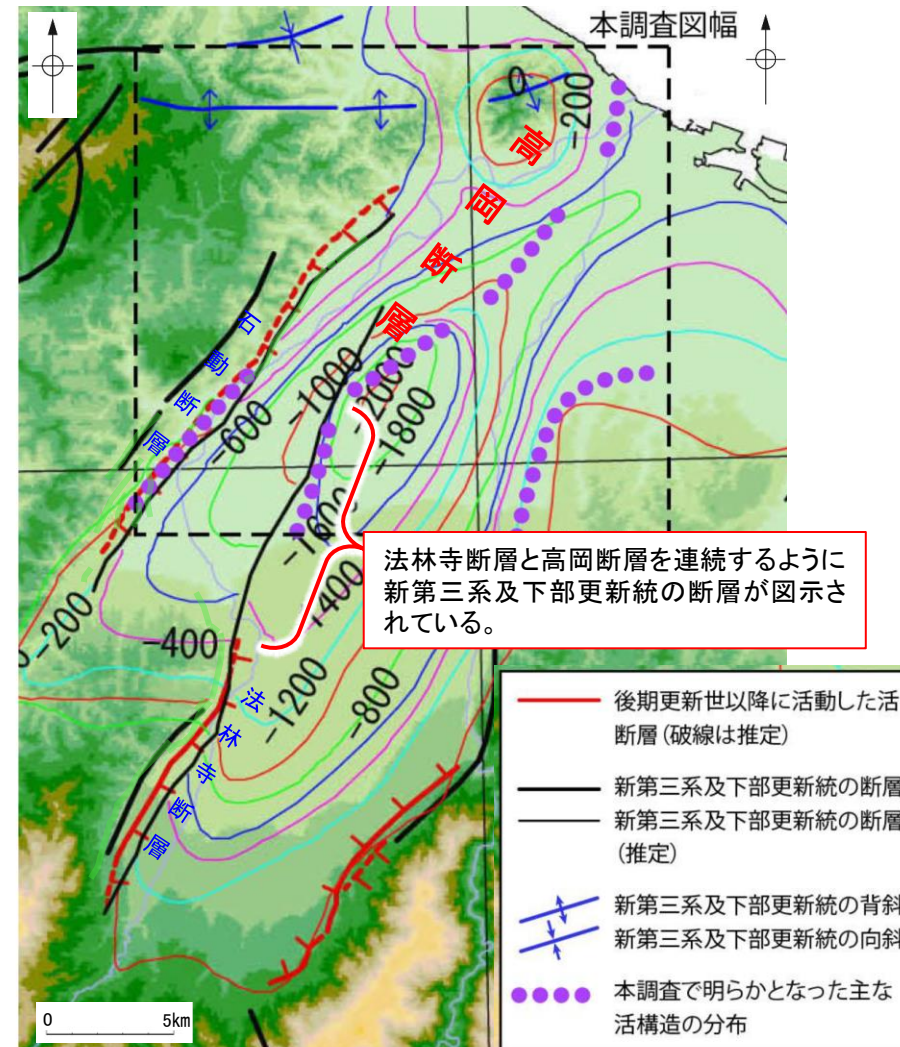 本調査図幅
0
-200
高岡断層
石動断層
-1000
-2000
-600
-1800
法林寺断層と高岡断層を連続するように
新第三系及下部更新統の断層が図示さ
れている。
-200
-400
-1200
-800
法林寺断層
後期更新世以降に活動した活
断層(破線は推定)
新第三系及下部更新統の断層
新第三系及下部更新統の断層
(推定)
新第三系及下部更新統の背斜
新第三系及下部更新統の向斜
本調査で明らかとなった主な
活構造の分布
0 5km